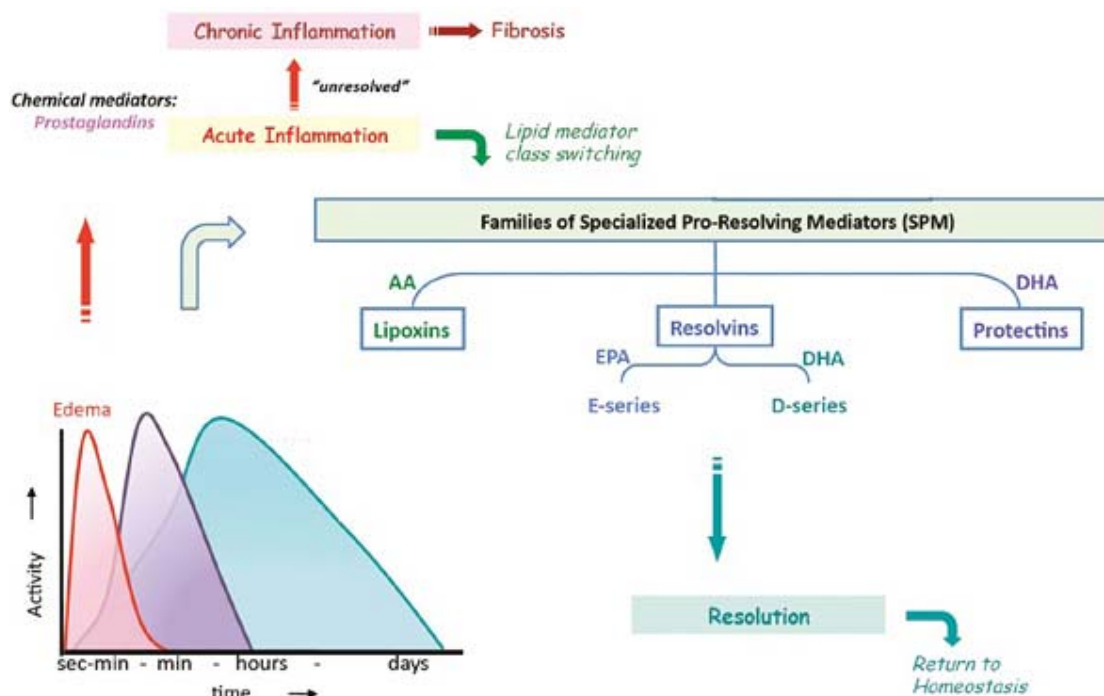 Chronic Inflammation
Fibrosis
"unresolved"
Chemical mediators:
Prostaglandins
Acute Inflammation
Lipid mediator
class switching
Families of Specialized Pro-Resolving Mediators (SPM)
AA
DHA
Lipoxins
Resolvins
Protectins
EPA
DHA
E-series
D-series
Edema
Activity
sec-min - min - hours - days
time
Resolution
Return to
Homeostasis